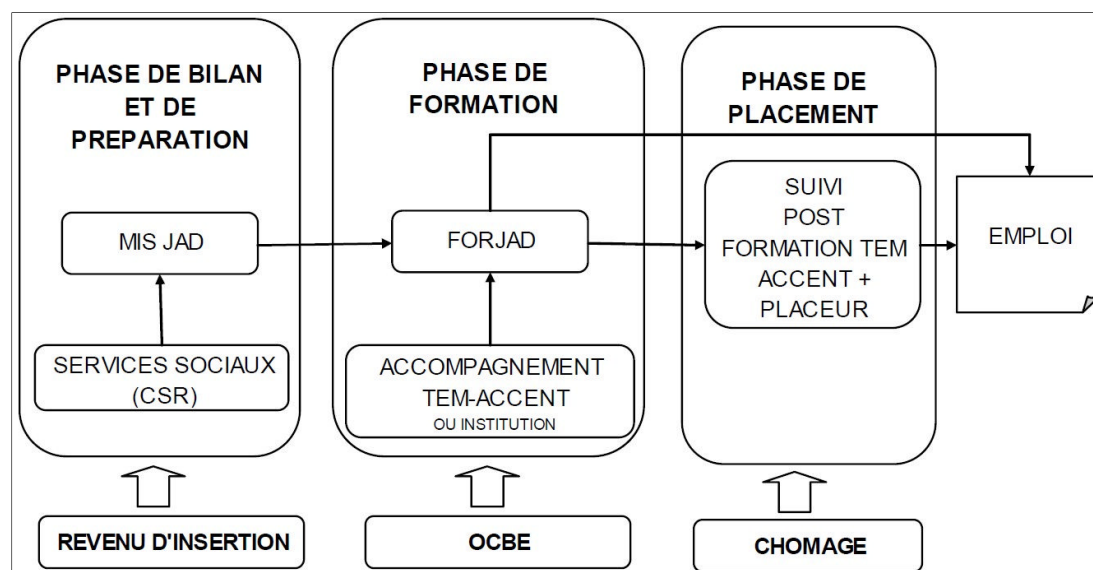 PHASE DE BILAN
ET DE
PREPARATION
MIS JAD
SERVICES SOCIAUX
(CSR)
REVENU D'INSERTION
PHASE DE
FORMATION
FORJAD
ACCOMPAGNEMENT
TEM-ACCENT
OU INSTITUTION
OCBE
PHASE DE
PLACEMENT
SUIVI
POST
FORMATION TEM
ACCENT +
PLACEUR
CHOMAGE
EMPLOI